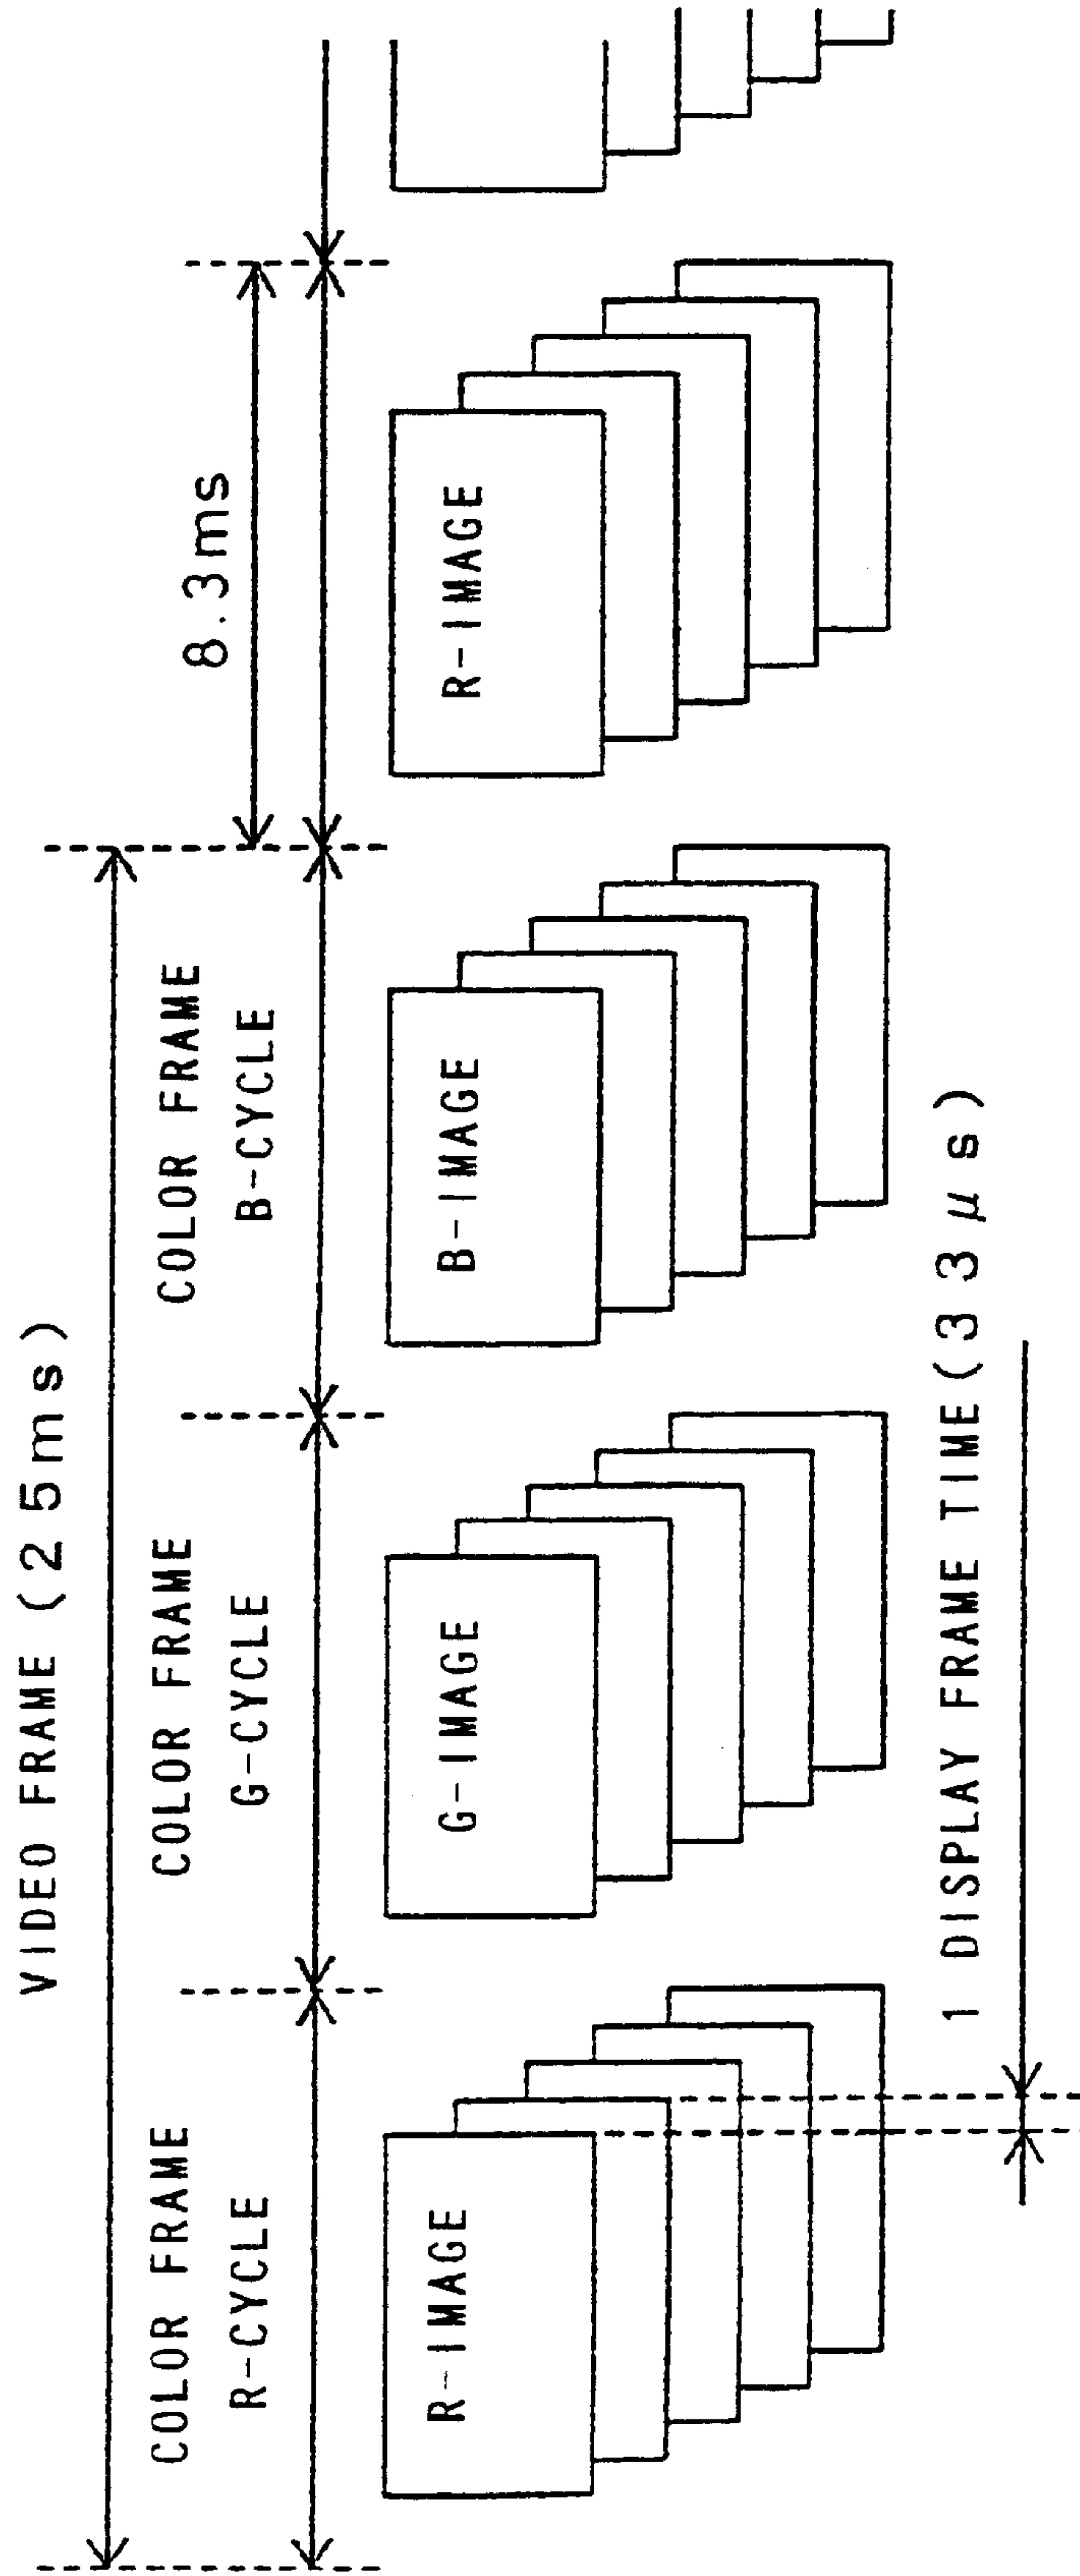 VIDEO FRAME (25ms)
COLOR FRAME
R-CYCLE
COLOR FRAME
G-CYCLE
COLOR FRAME
B-CYCLE
8.3ms
R-IMAGE
G-IMAGE
B-IMAGE
R-IMAGE
1 DISPLAY FRAME TIME (33μs)